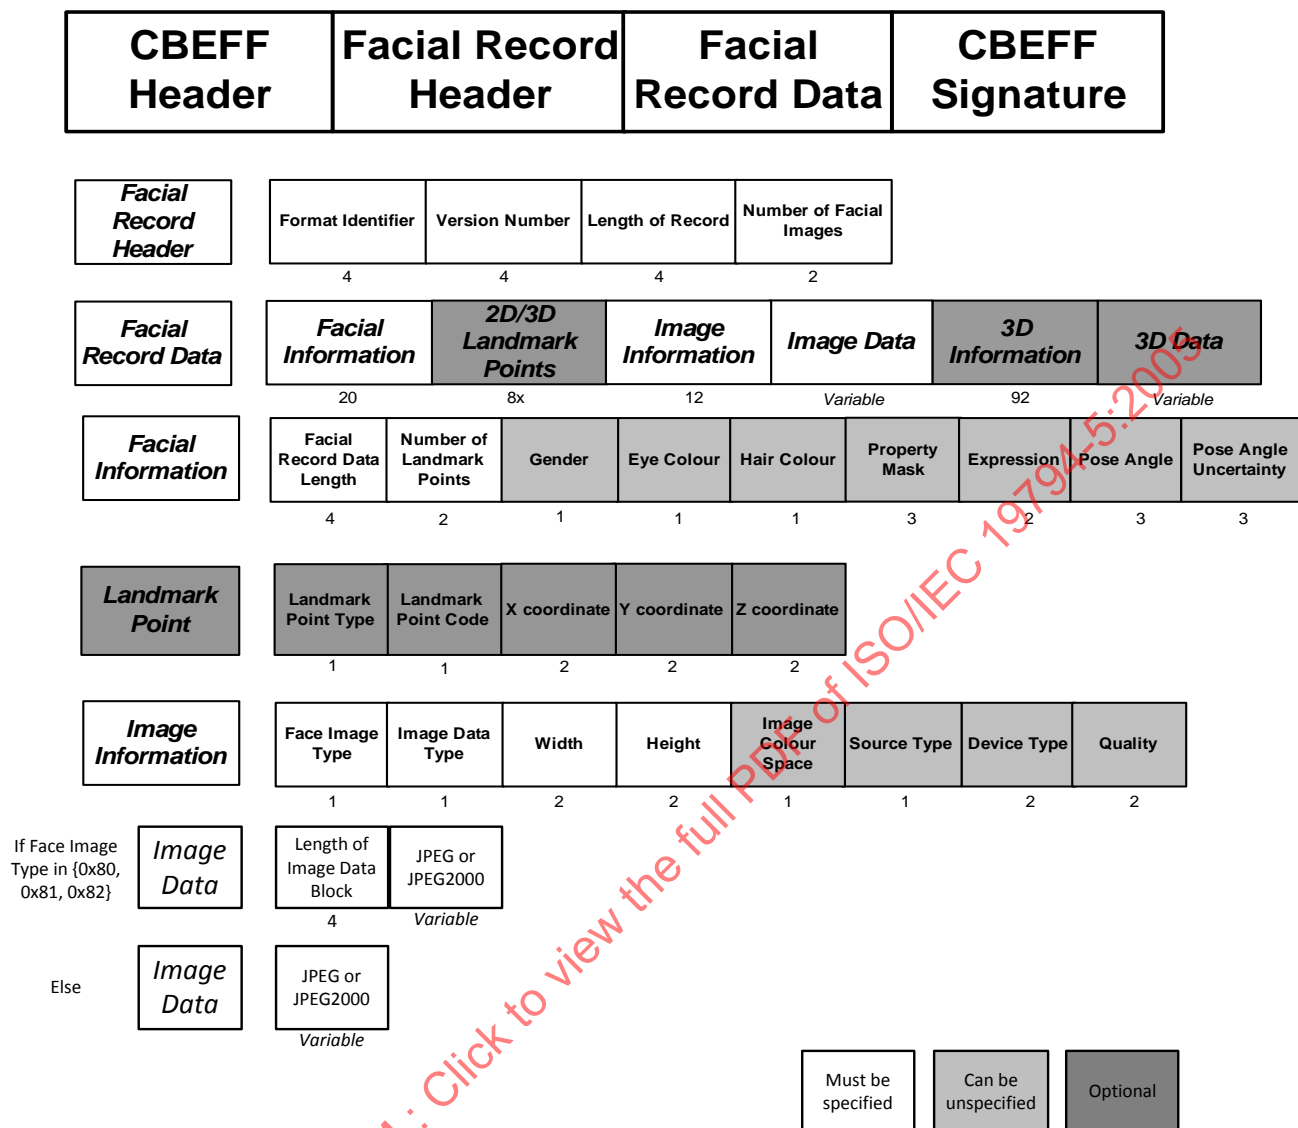 CBEFF Header
Facial Record Header
Facial Record Data
CBEFF Signature
Facial Record Header
Format Identifier
Version Number
Length of Record
Number of Facial Images
4
4
4
2
Facial Record Data
Facial Information
2D/3D Landmark Points
Image Information
Image Data
3D Information
3D Data
20
8x
12
Variable
92
Variable
Facial Information
Facial Record Data Length
Number of Landmark Points
Gender
Eye Colour
Hair Colour
Property Mask
Expression
Pose Angle
Pose Angle Uncertainty
4
2
1
1
1
3
2
3
3
Landmark Point
Landmark Point Type
Landmark Point Code
X coordinate
Y coordinate
Z coordinate
1
1
2
2
2
Image Information
Face Image Type
Image Data Type
Width
Height
Image Colour Space
Source Type
Device Type
Quality
1
1
2
2
1
1
2
2
If Face Image Type in {0x80, 0x81, 0x82}
Image Data
Length of Image Data Block
JPEG or JPEG2000
4
Variable
Else
Image Data
JPEG or JPEG2000
Variable
Must be specified
Can be unspecified
Optional
: Click to view the full PDF of ISO/IEC 19794-5:2005